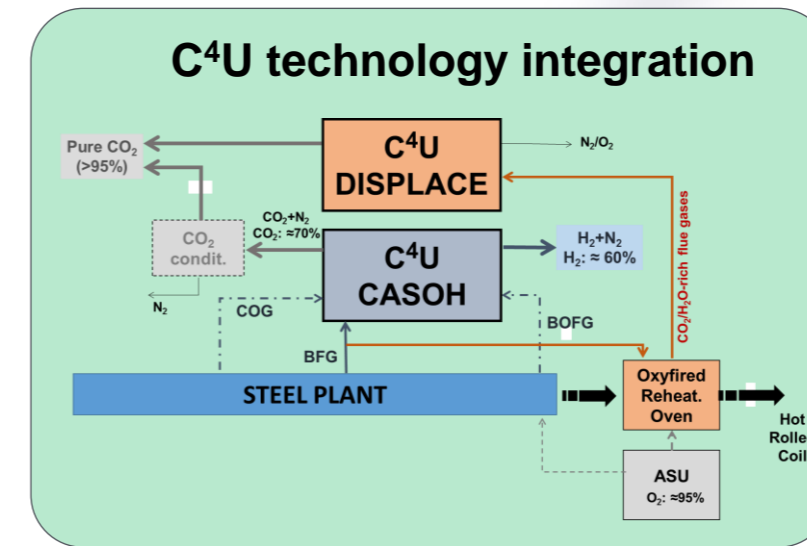 C⁴U technology integration
Pure CO₂
(>95%)
C⁴U
DISPLACE
N₂/O₂
CO₂+N₂
CO₂: ≈70%
CO₂
condit.
N₂
C⁴U
CASOH
H₂+N₂
H₂: ≈ 60%
CO₂/H₂O-rich flue gases
COG
BFG
BOFG
STEEL PLANT
Oxyfired
Reheat.
Oven
Hot
Rolle
Coil
ASU
O₂: ≈95%